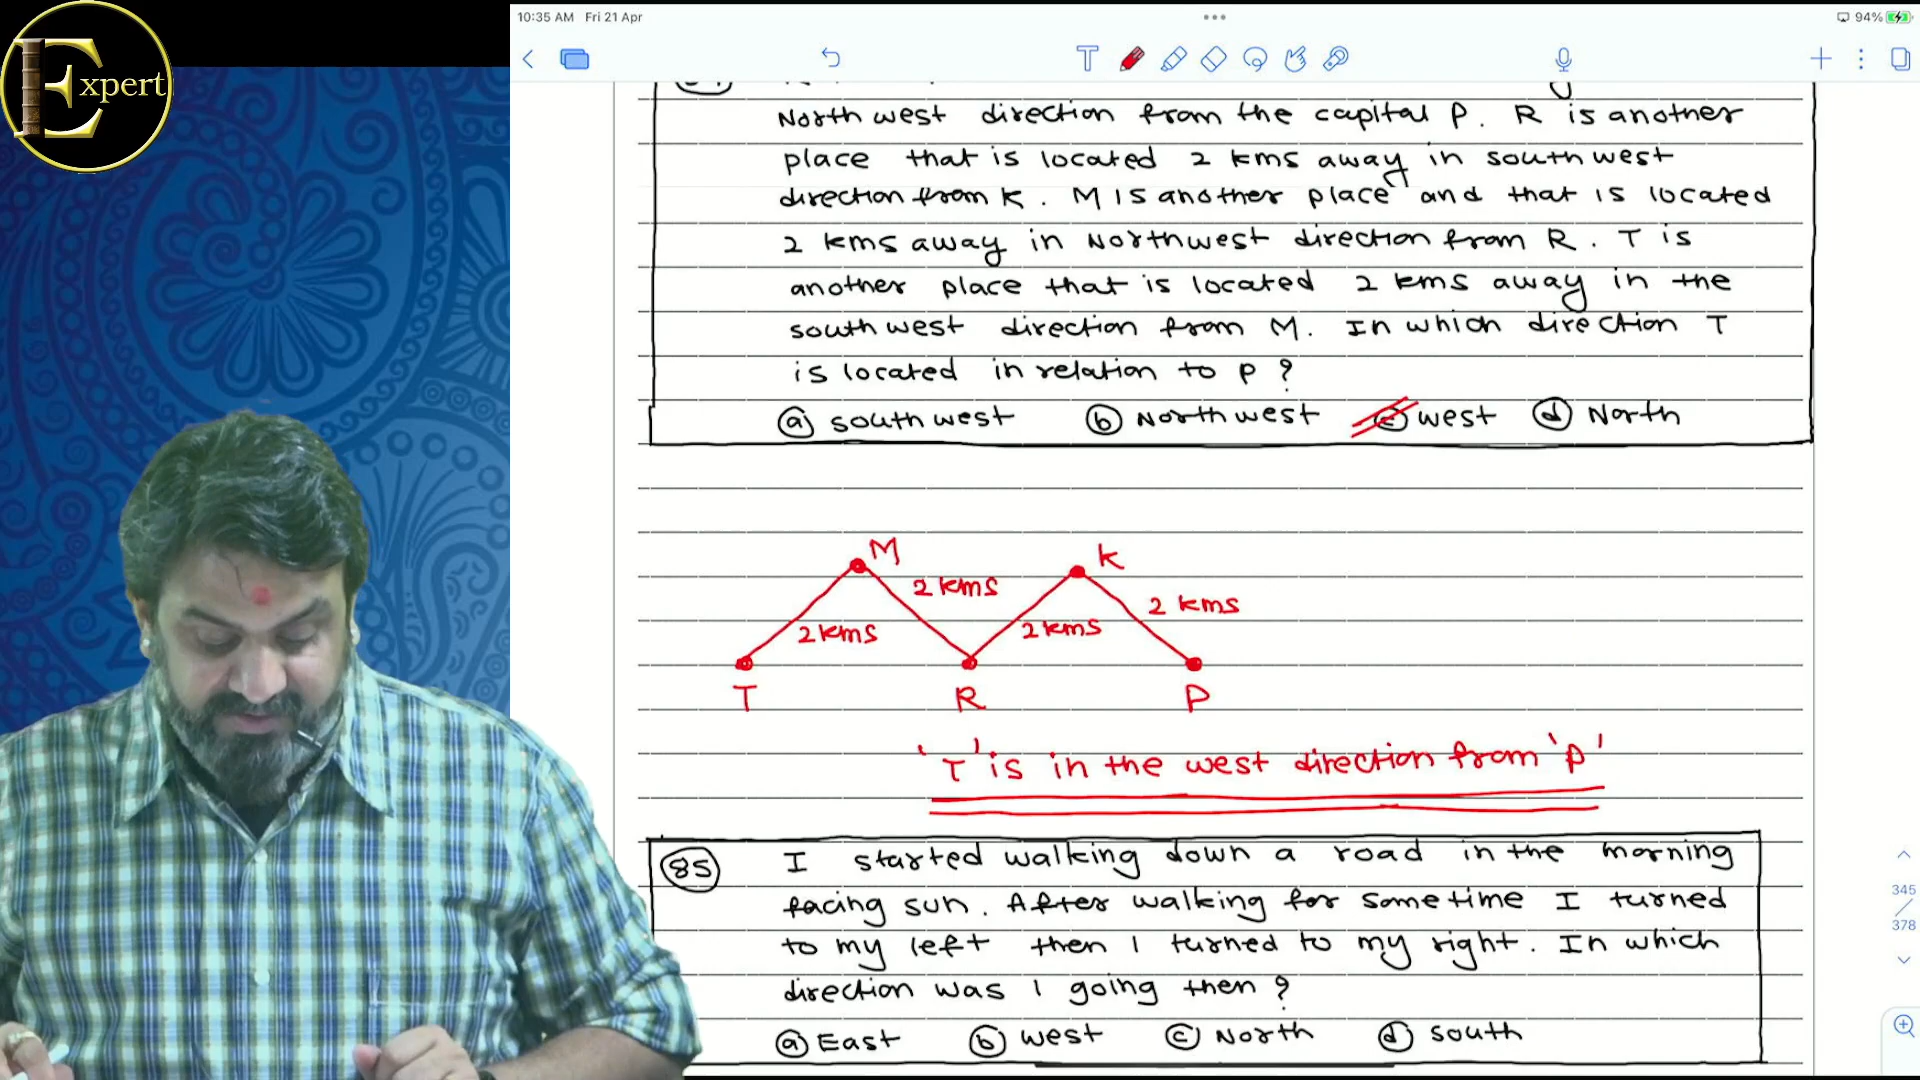 Expert
10:35 AM Fri 21 Apr
94%
North west direction from the capital P. R is another
place that is located 2 kms away in south west
direction from K. M is another place and that is located
2 kms away in Northwest direction from R. T is
another place that is located 2 kms away in the
south west direction from M. In which direction T
is located in relation to P ?
(a) south west (b) North west (c) west (d) North
M K
2 kms 2 kms
2 kms 2 kms
T R P
'T' is in the west direction from 'P'
(85) I started walking down a road in the morning
facing sun. After walking for sometime I turned
to my left then I turned to my right. In which
direction was I going then ?
(a) East (b) west (c) North (d) south
345
378